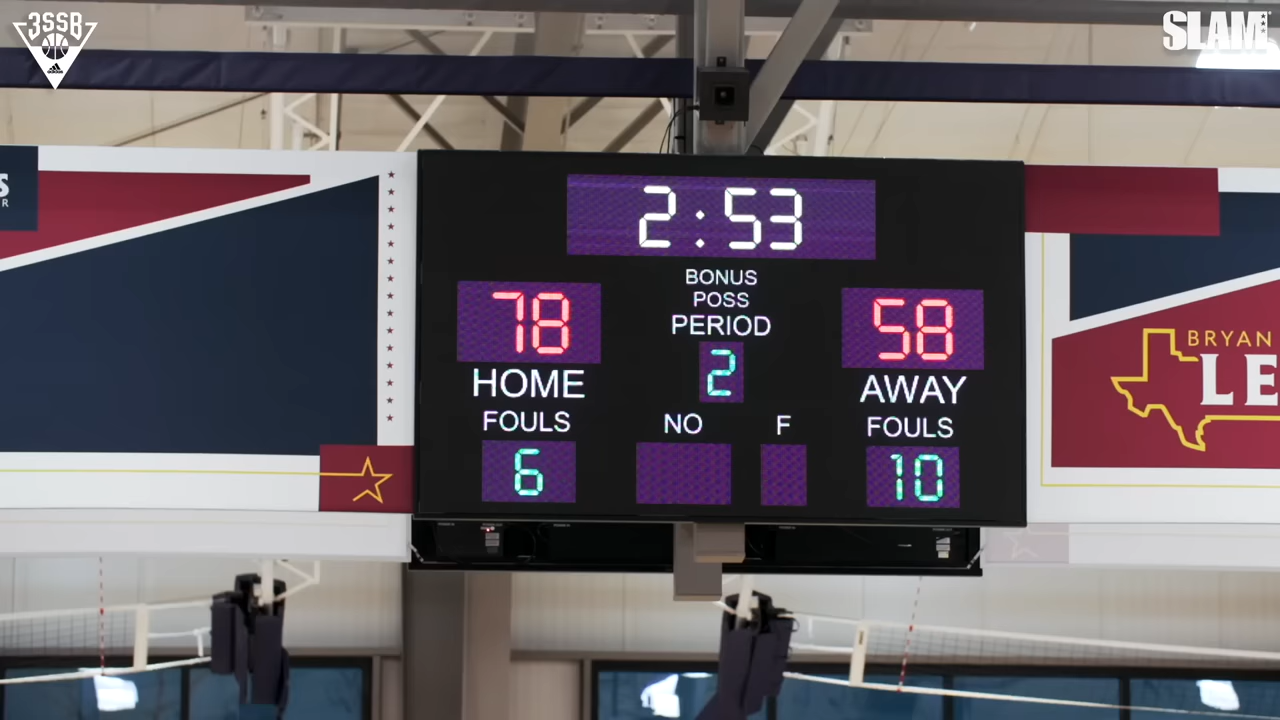 3SSB
adidas
SLAM
S
R
2:53
BONUS
POSS
PERIOD
2
78
HOME
FOULS
6
58
AWAY
FOULS
10
NO
F
BRYAN
LE